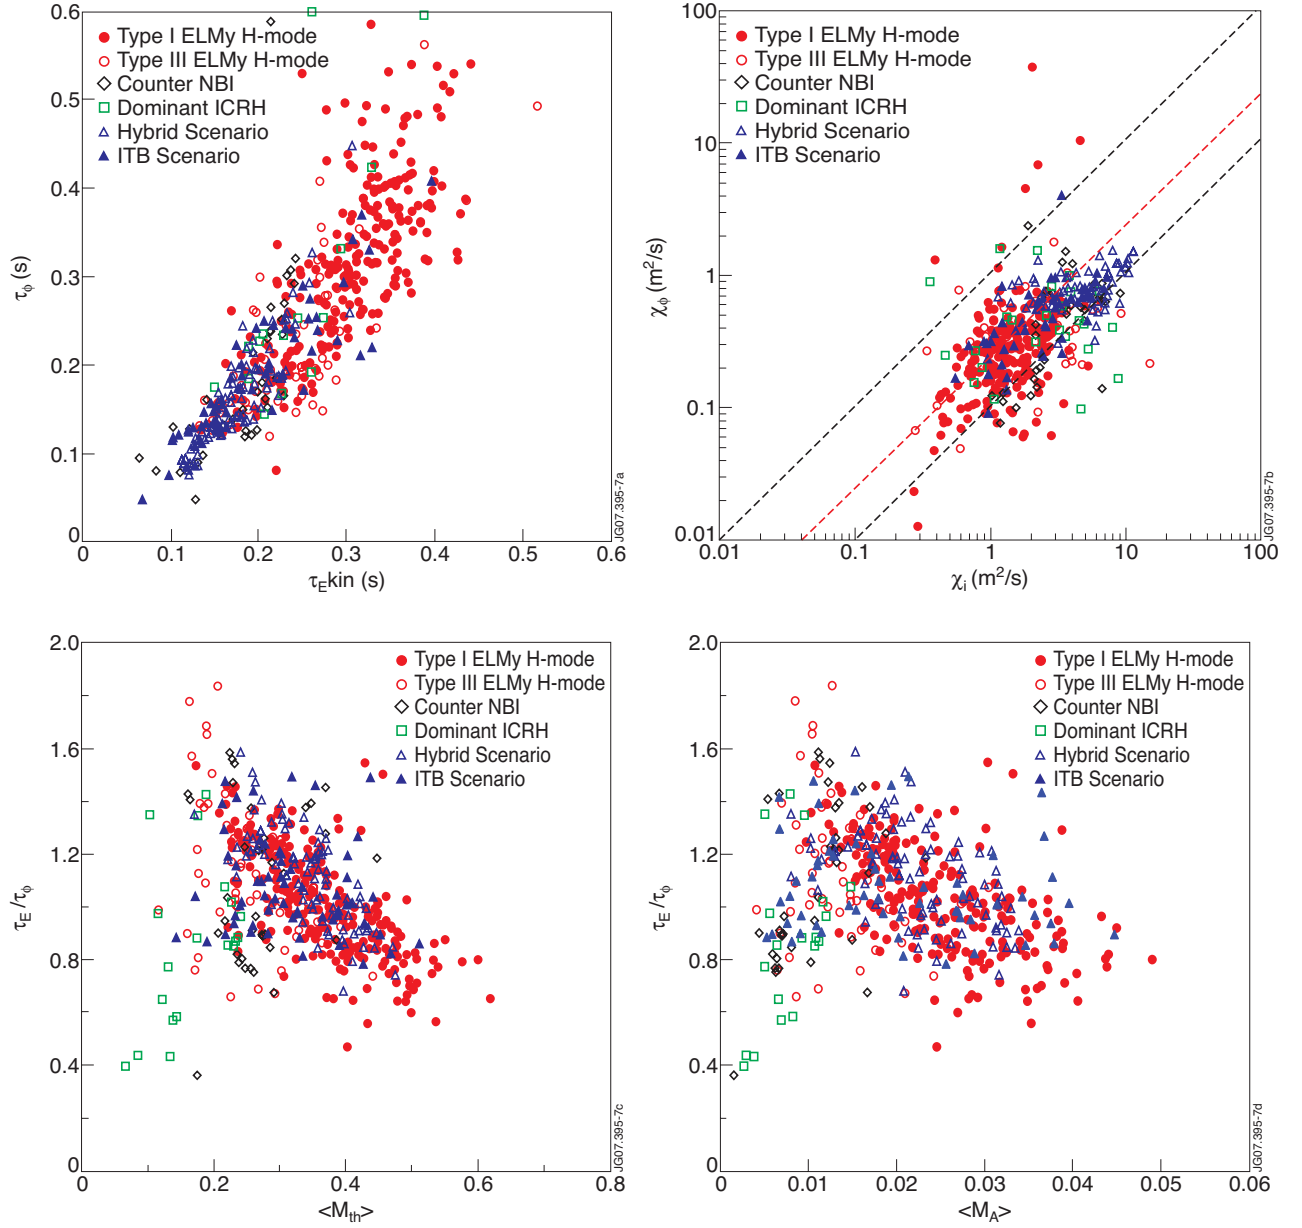 0.6
0.5
0.4
0.3
0.2
0.1
0
τϕ (s)
Type I ELMy H-mode
Type III ELMy H-mode
Counter NBI
Dominant ICRH
Hybrid Scenario
ITB Scenario
JG07.395-7a
0 0.1 0.2 0.3 0.4 0.5 0.6
τEkin (s)
100
10
1
0.1
0.01
χϕ (m²/s)
Type I ELMy H-mode
Type III ELMy H-mode
Counter NBI
Dominant ICRH
Hybrid Scenario
ITB Scenario
JG07.395-7b
0.01 0.1 1 10 100
χi (m²/s)
2.0
1.6
1.2
0.8
0.4
0
τE/τϕ
Type I ELMy H-mode
Type III ELMy H-mode
Counter NBI
Dominant ICRH
Hybrid Scenario
ITB Scenario
JG07.395-7c
0 0.2 0.4 0.6 0.8
<Mth>
2.0
1.6
1.2
0.8
0.4
0
τE/τϕ
Type I ELMy H-mode
Type III ELMy H-mode
Counter NBI
Dominant ICRH
Hybrid Scenario
ITB Scenario
JG07.395-7d
0 0.01 0.02 0.03 0.04 0.05 0.06
<MA>